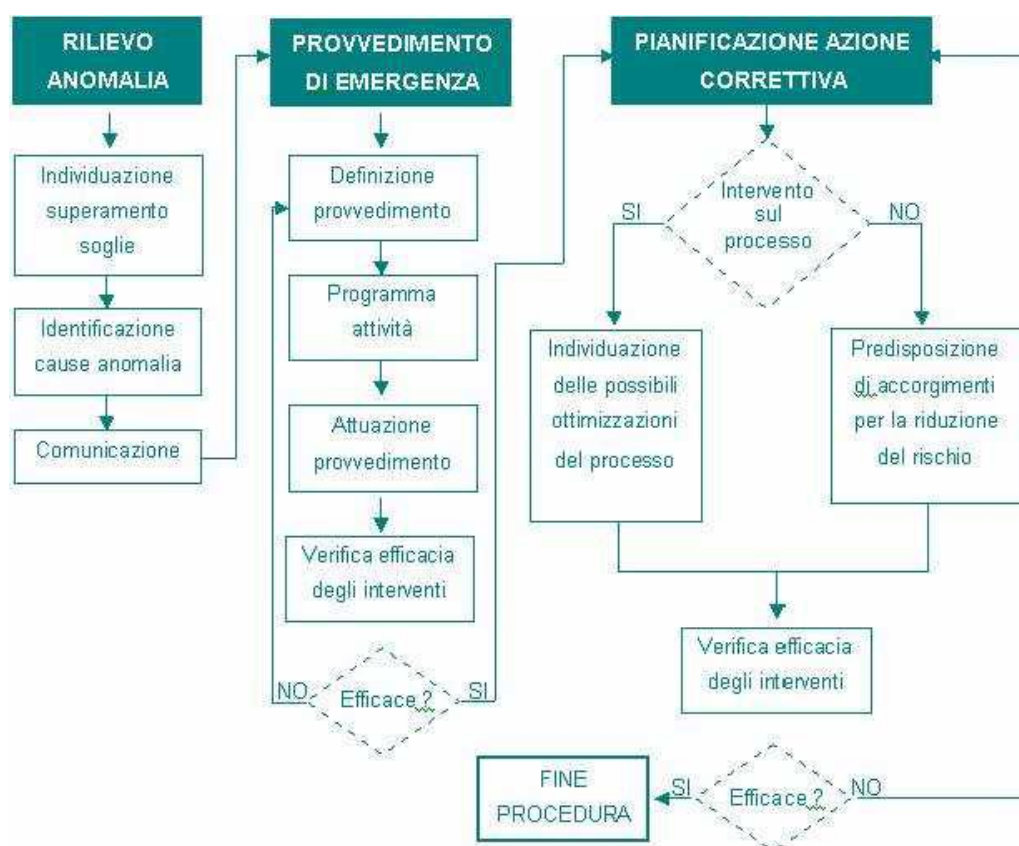 RILIEVO
ANOMALIA
Individuazione
superamento
soglie
Identificazione
cause anomalia
Comunicazione
PROVVEDIMENTO
DI EMERGENZA
Definizione
provvedimento
Programma
attività
Attuazione
provvedimento
Verifica efficacia
degli interventi
NO
Efficace ?
SI
PIANIFICAZIONE AZIONE
CORRETTIVA
Intervento
sul
processo
SI
NO
Individuazione
delle possibili
ottimizzazioni
del processo
Predisposizione
di accorgimenti
per la riduzione
del rischio
Verifica efficacia
degli interventi
Efficace ?
SI
NO
FINE
PROCEDURA